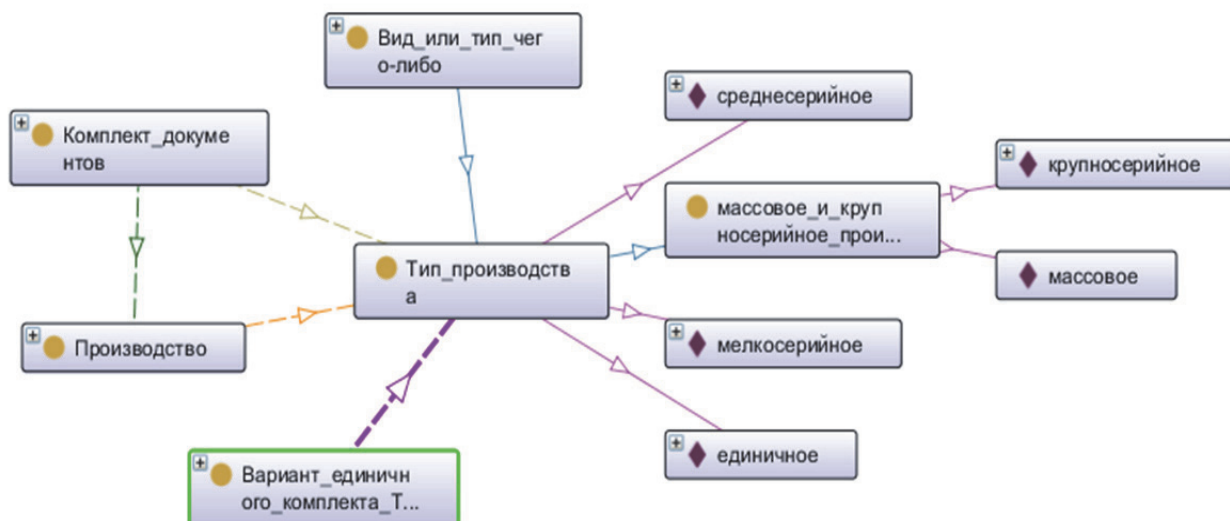 Вид_или_тип_чег
о-либо
среднесерийное
Комплект_докуме
нтов
крупносерийное
массовое_и_круп
носерийное_прои...
Тип_производств
а
массовое
Производство
мелкосерийное
единичное
Вариант_единичн
ого_комплекта_Т...